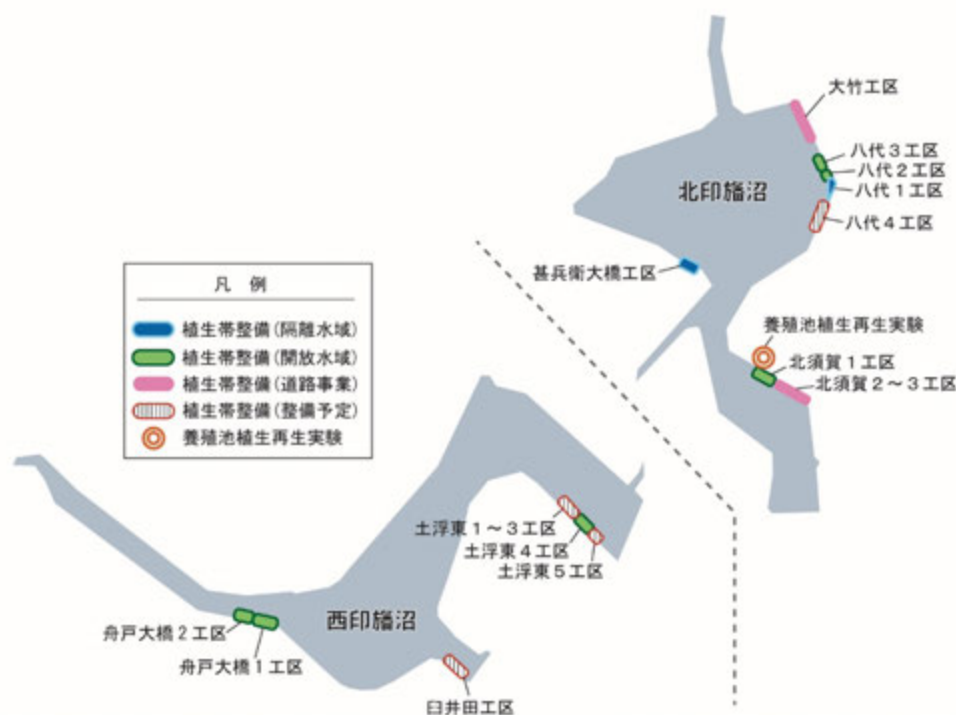 大竹工区
八代3工区
八代2工区
八代1工区
八代4工区
北印旛沼
甚兵衛大橋工区
養殖池植生再生実験
北須賀1工区
北須賀2~3工区
凡 例
植生帯整備(隔離水域)
植生帯整備(開放水域)
植生帯整備(道路事業)
植生帯整備(整備予定)
養殖池植生再生実験
土浮東1~3工区
土浮東4工区
土浮東5工区
西印旛沼
舟戸大橋2工区
舟戸大橋1工区
臼井田工区